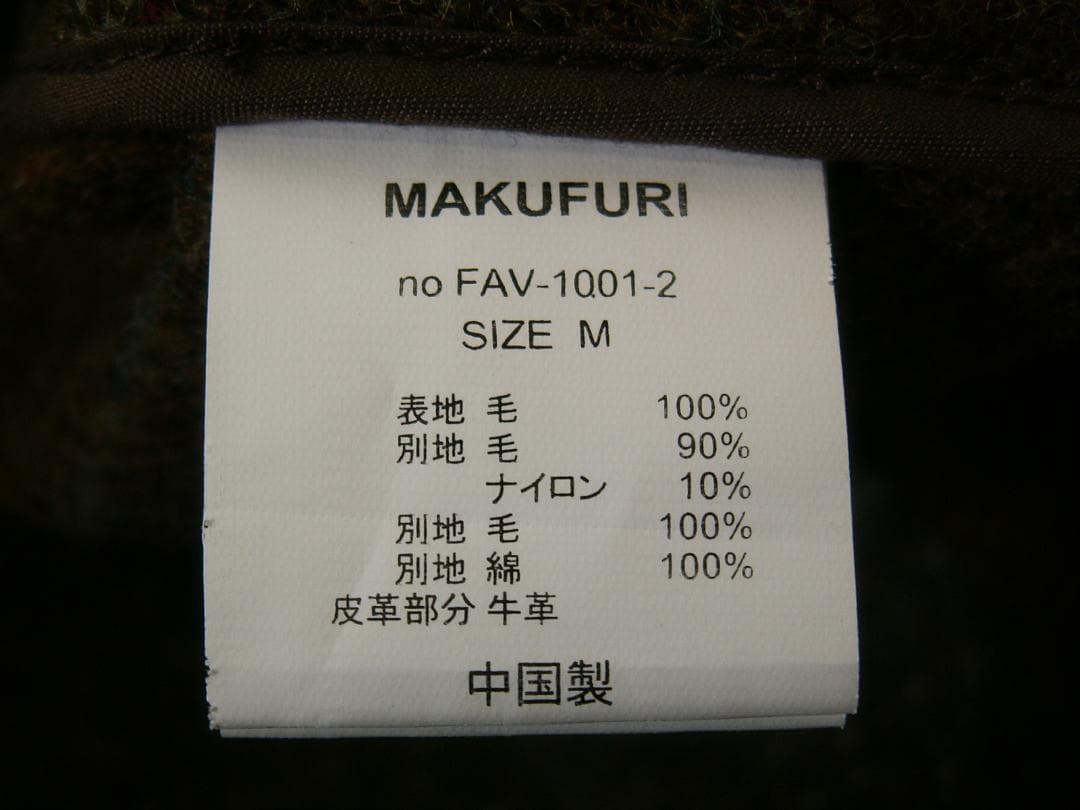 MAKUFURI
no FAV-1001-2
SIZE M
表地 毛 100%
別地 毛 90%
ナイロン 10%
別地 毛 100%
別地 綿 100%
皮革部分 牛革
中国製